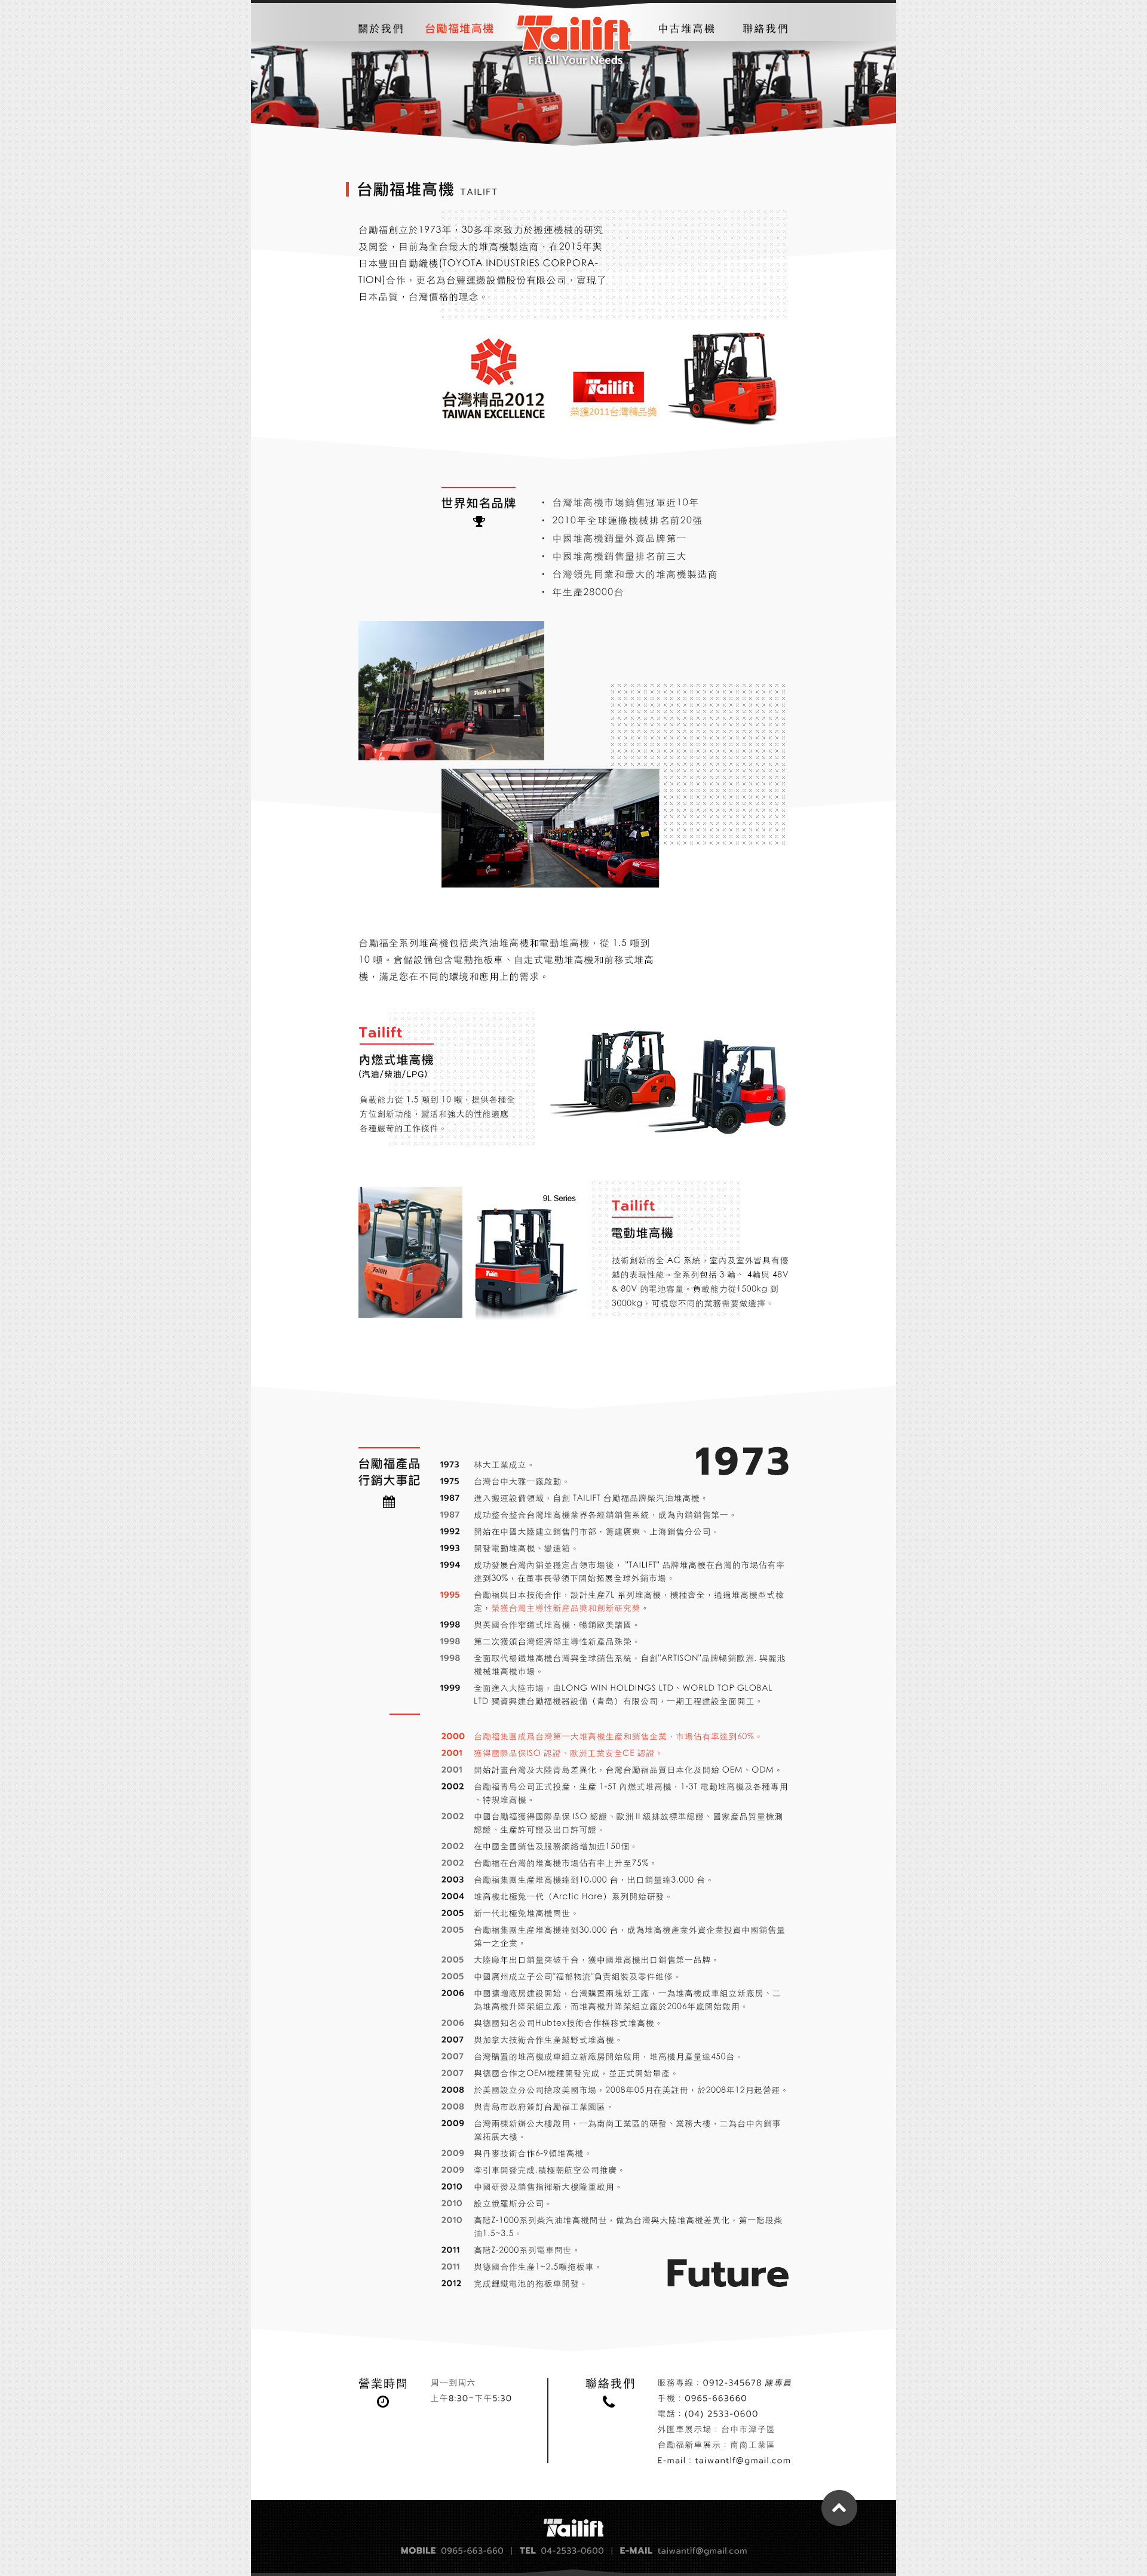 關於我們
台勵福堆高機
Tailift
Fit All Your Needs
中古堆高機
聯絡我們
台勵福堆高機 TAILIFT
台勵福創立於1973年，30多年來致力於搬運機械的研究
及開發，目前為全台最大的堆高機製造商，在2015年與
日本豐田自動織機(TOYOTA INDUSTRIES CORPORA-
TION)合作，更名為台豐運搬設備股份有限公司，實現了
日本品質，台灣價格的理念。
台灣精品2012
TAIWAN EXCELLENCE
Tailift
榮獲2011台灣精品獎
世界知名品牌
• 台灣堆高機市場銷售冠軍近10年
• 2010年全球運搬機械排名前20強
• 中國堆高機銷量外資品牌第一
• 中國堆高機銷售量排名前三大
• 台灣領先同業和最大的堆高機製造商
• 年生產28000台
台勵福全系列堆高機包括柴汽油堆高機和電動堆高機，從 1.5 噸到
10 噸。倉儲設備包含電動拖板車、自走式電動堆高機和前移式堆高
機，滿足您在不同的環境和應用上的需求。
Tailift
內燃式堆高機
(汽油/柴油/LPG)
負載能力從 1.5 噸到 10 噸，提供各種全
方位創新功能，靈活和強大的性能適應
各種嚴苛的工作條件。
9L Series
Tailift
電動堆高機
技術創新的全 AC 系統，室內及室外皆具有優
越的表現性能。全系列包括 3 輪、 4輪與 48V
& 80V 的電池容量。負載能力從1500kg 到
3000kg，可視您不同的業務需要做選擇。
台勵福產品
行銷大事記
1973
1973 林大工業成立。
1975 台灣台中大雅一廠啟動。
1987 進入搬運設備領域，自創 TAILIFT 台勵福品牌柴汽油堆高機。
1987 成功整合整合台灣堆高機業界各經銷銷售系統，成為內銷銷售第一。
1992 開始在中國大陸建立銷售門市部，籌建廣東、上海銷售分公司。
1993 開發電動堆高機、變速箱。
1994 成功發展台灣內銷並穩定占領市場後， "TAILIFT" 品牌堆高機在台灣的市場佔有率
達到30%，在董事長帶領下開始拓展全球外銷市場。
1995 台勵福與日本技術合作、設計生產7L 系列堆高機，機種齊全，通過堆高機型式檢
定，榮獲台灣主導性新產品獎和創新研究獎。
1998 與英國合作窄道式堆高機，暢銷歐美諸國。
1998 第二次獲頒台灣經濟部主導性新產品殊榮。
1998 全面取代楊鐵堆高機台灣與全球銷售系統，自創"ARTISON"品牌暢銷歐洲. 與麗池
機械堆高機市場。
1999 全面進入大陸市場，由LONG WIN HOLDINGS LTD、WORLD TOP GLOBAL
LTD 獨資興建台勵福機器設備（青島）有限公司，一期工程建設全面開工。
2000 台勵福集團成爲台灣第一大堆高機生產和銷售企業，市場佔有率達到60%。
2001 獲得國際品保ISO 認證、歐洲工業安全CE 認證。
2001 開始計畫台灣及大陸青島差異化，台灣台勵福品質日本化及開始 OEM、ODM。
2002 台勵福青島公司正式投產，生產 1-5T 內燃式堆高機，1-3T 電動堆高機及各種專用
、特規堆高機。
2002 中國台勵福獲得國際品保 ISO 認證、歐洲 II 級排放標準認證、國家產品質量檢測
認證、生產許可證及出口許可證。
2002 在中國全國銷售及服務網絡增加近150個。
2002 台勵福在台灣的堆高機市場佔有率上升至75%。
2003 台勵福集團生產堆高機達到10.000 台，出口銷量達3.000 台。
2004 堆高機北極兔一代（Arctic Hare）系列開始研發。
2005 新一代北極兔堆高機問世。
2005 台勵福集團生產堆高機達到30.000 台，成為堆高機產業外資企業投資中國銷售量
第一之企業。
2005 大陸廠年出口銷量突破千台，獲中國堆高機出口銷售第一品牌。
2005 中國廣州成立子公司"福郁物流"負責組裝及零件維修。
2006 中國擴增廠房建設開始，台灣購置兩塊新工廠，一為堆高機成車組立新廠房、二
為堆高機升降架組立廠，而堆高機升降架組立廠於2006年底開始啟用。
2006 與德國知名公司Hubtex技術合作橫移式堆高機。
2007 與加拿大技術合作生產越野式堆高機。
2007 台灣購置的堆高機成車組立新廠房開始啟用，堆高機月產量達450台。
2007 與德國合作之OEM機種開發完成，並正式開始量產。
2008 於美國設立分公司搶攻美國市場，2008年05月在美註冊，於2008年12月起營運。
2008 與青島市政府簽訂台勵福工業園區。
2009 台灣兩棟新辦公大樓啟用，一為南崗工業區的研發、業務大樓，二為台中內銷事
業拓展大樓。
2009 與丹麥技術合作6-9噸堆高機。
2009 牽引車開發完成,積極朝航空公司推廣。
2010 中國研發及銷售指揮新大樓隆重啟用。
2010 設立俄羅斯分公司。
2010 高階Z-1000系列柴汽油堆高機問世，做為台灣與大陸堆高機差異化，第一階段柴
油1.5~3.5。
2011 高階Z-2000系列電車問世。
2011 與德國合作生產1~2.5噸拖板車。
2012 完成鋰鐵電池的拖板車開發。
Future
營業時間
周一到周六
上午8:30~下午5:30
聯絡我們
服務專線：0912-345678 陳專員
手機：0965-663660
電話：(04) 2533-0600
外匯車展示場：台中市潭子區
台勵福新車展示：南崗工業區
E-mail：taiwantlf@gmail.com
Tailift
MOBILE 0965-663-660 | TEL 04-2533-0600 | E-MAIL taiwantlf@gmail.com